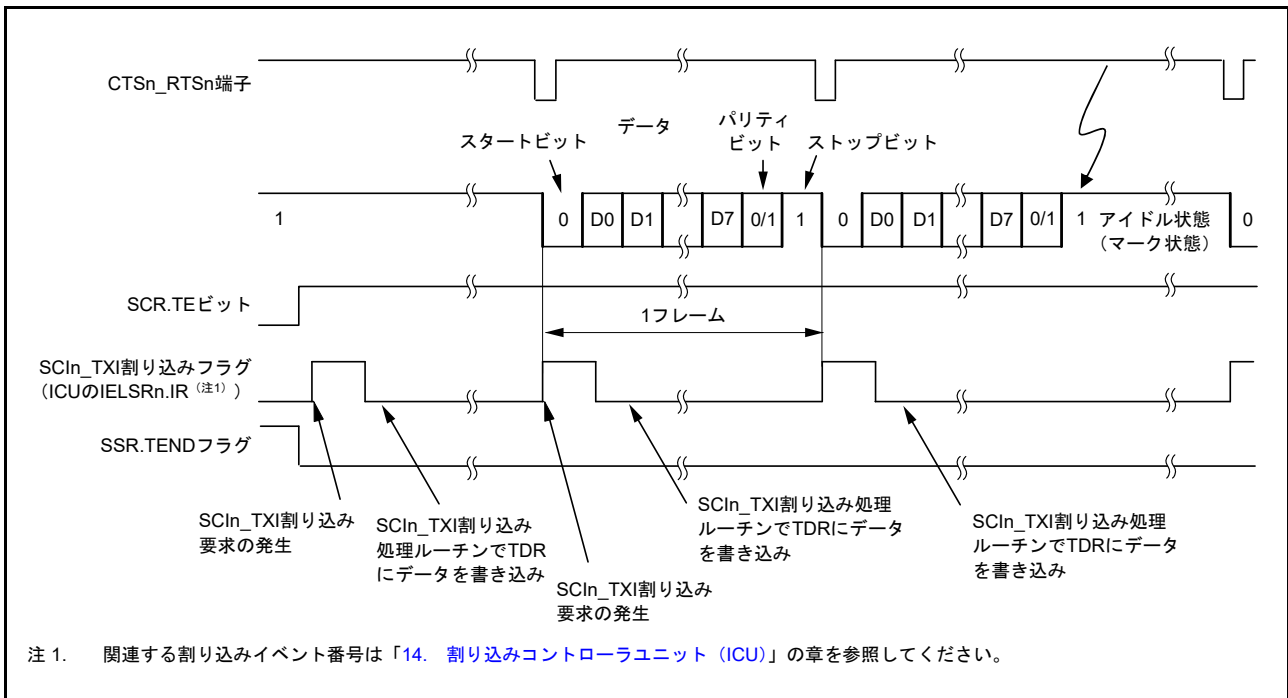 CTSn_RTSn端子
スタートビット
データ
パリティ
ビット
ストップビット
1
0 D0 D1 D7 0/1 1 0 D0 D1 D7 0/1 1 アイドル状態
（マーク状態） 0
SCR.TEビット
1フレーム
SCIn_TXI割り込みフラグ
（ICUのIELSRn.IR（注1））
SSR.TENDフラグ
SCIn_TXI割り込み
要求の発生
SCIn_TXI割り込み
処理ルーチンでTDR
にデータを書き込み
SCIn_TXI割り込み
要求の発生
SCIn_TXI割り込み処理
ルーチンでTDRにデータ
を書き込み
SCIn_TXI割り込み処理
ルーチンでTDRにデータ
を書き込み
注 1. 関連する割り込みイベント番号は「14. 割り込みコントローラユニット（ICU）」の章を参照してください。